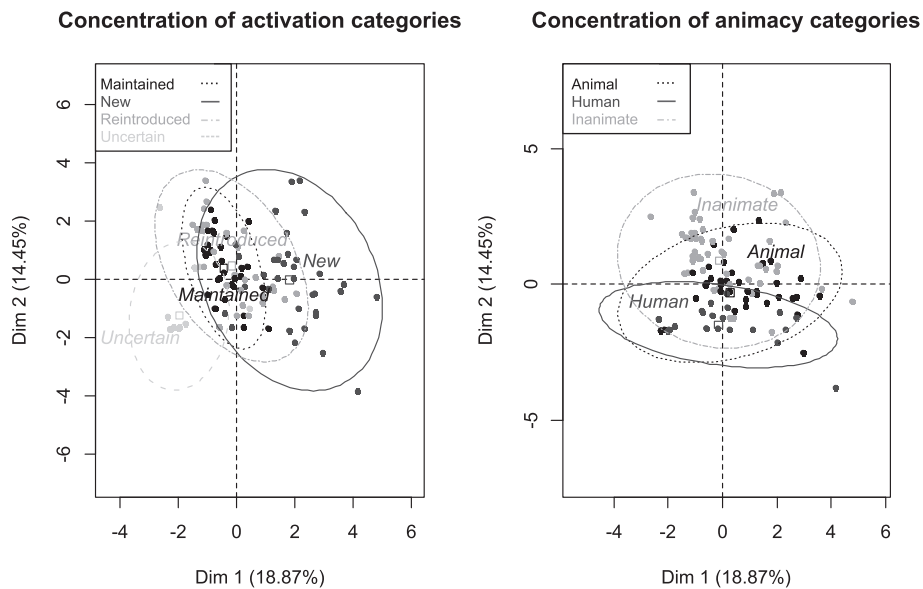 Concentration of activation categories
Maintained
New
Reintroduced
Uncertain
6
4
2
0
-2
-4
-6
Dim 2 (14.45%)
Reintroduced
New
Maintained
Uncertain
-4 -2 0 2 4 6
Dim 1 (18.87%)
Concentration of animacy categories
Animal
Human
Inanimate
5
0
-5
Dim 2 (14.45%)
Inanimate
Animal
Human
-4 -2 0 2 4 6
Dim 1 (18.87%)